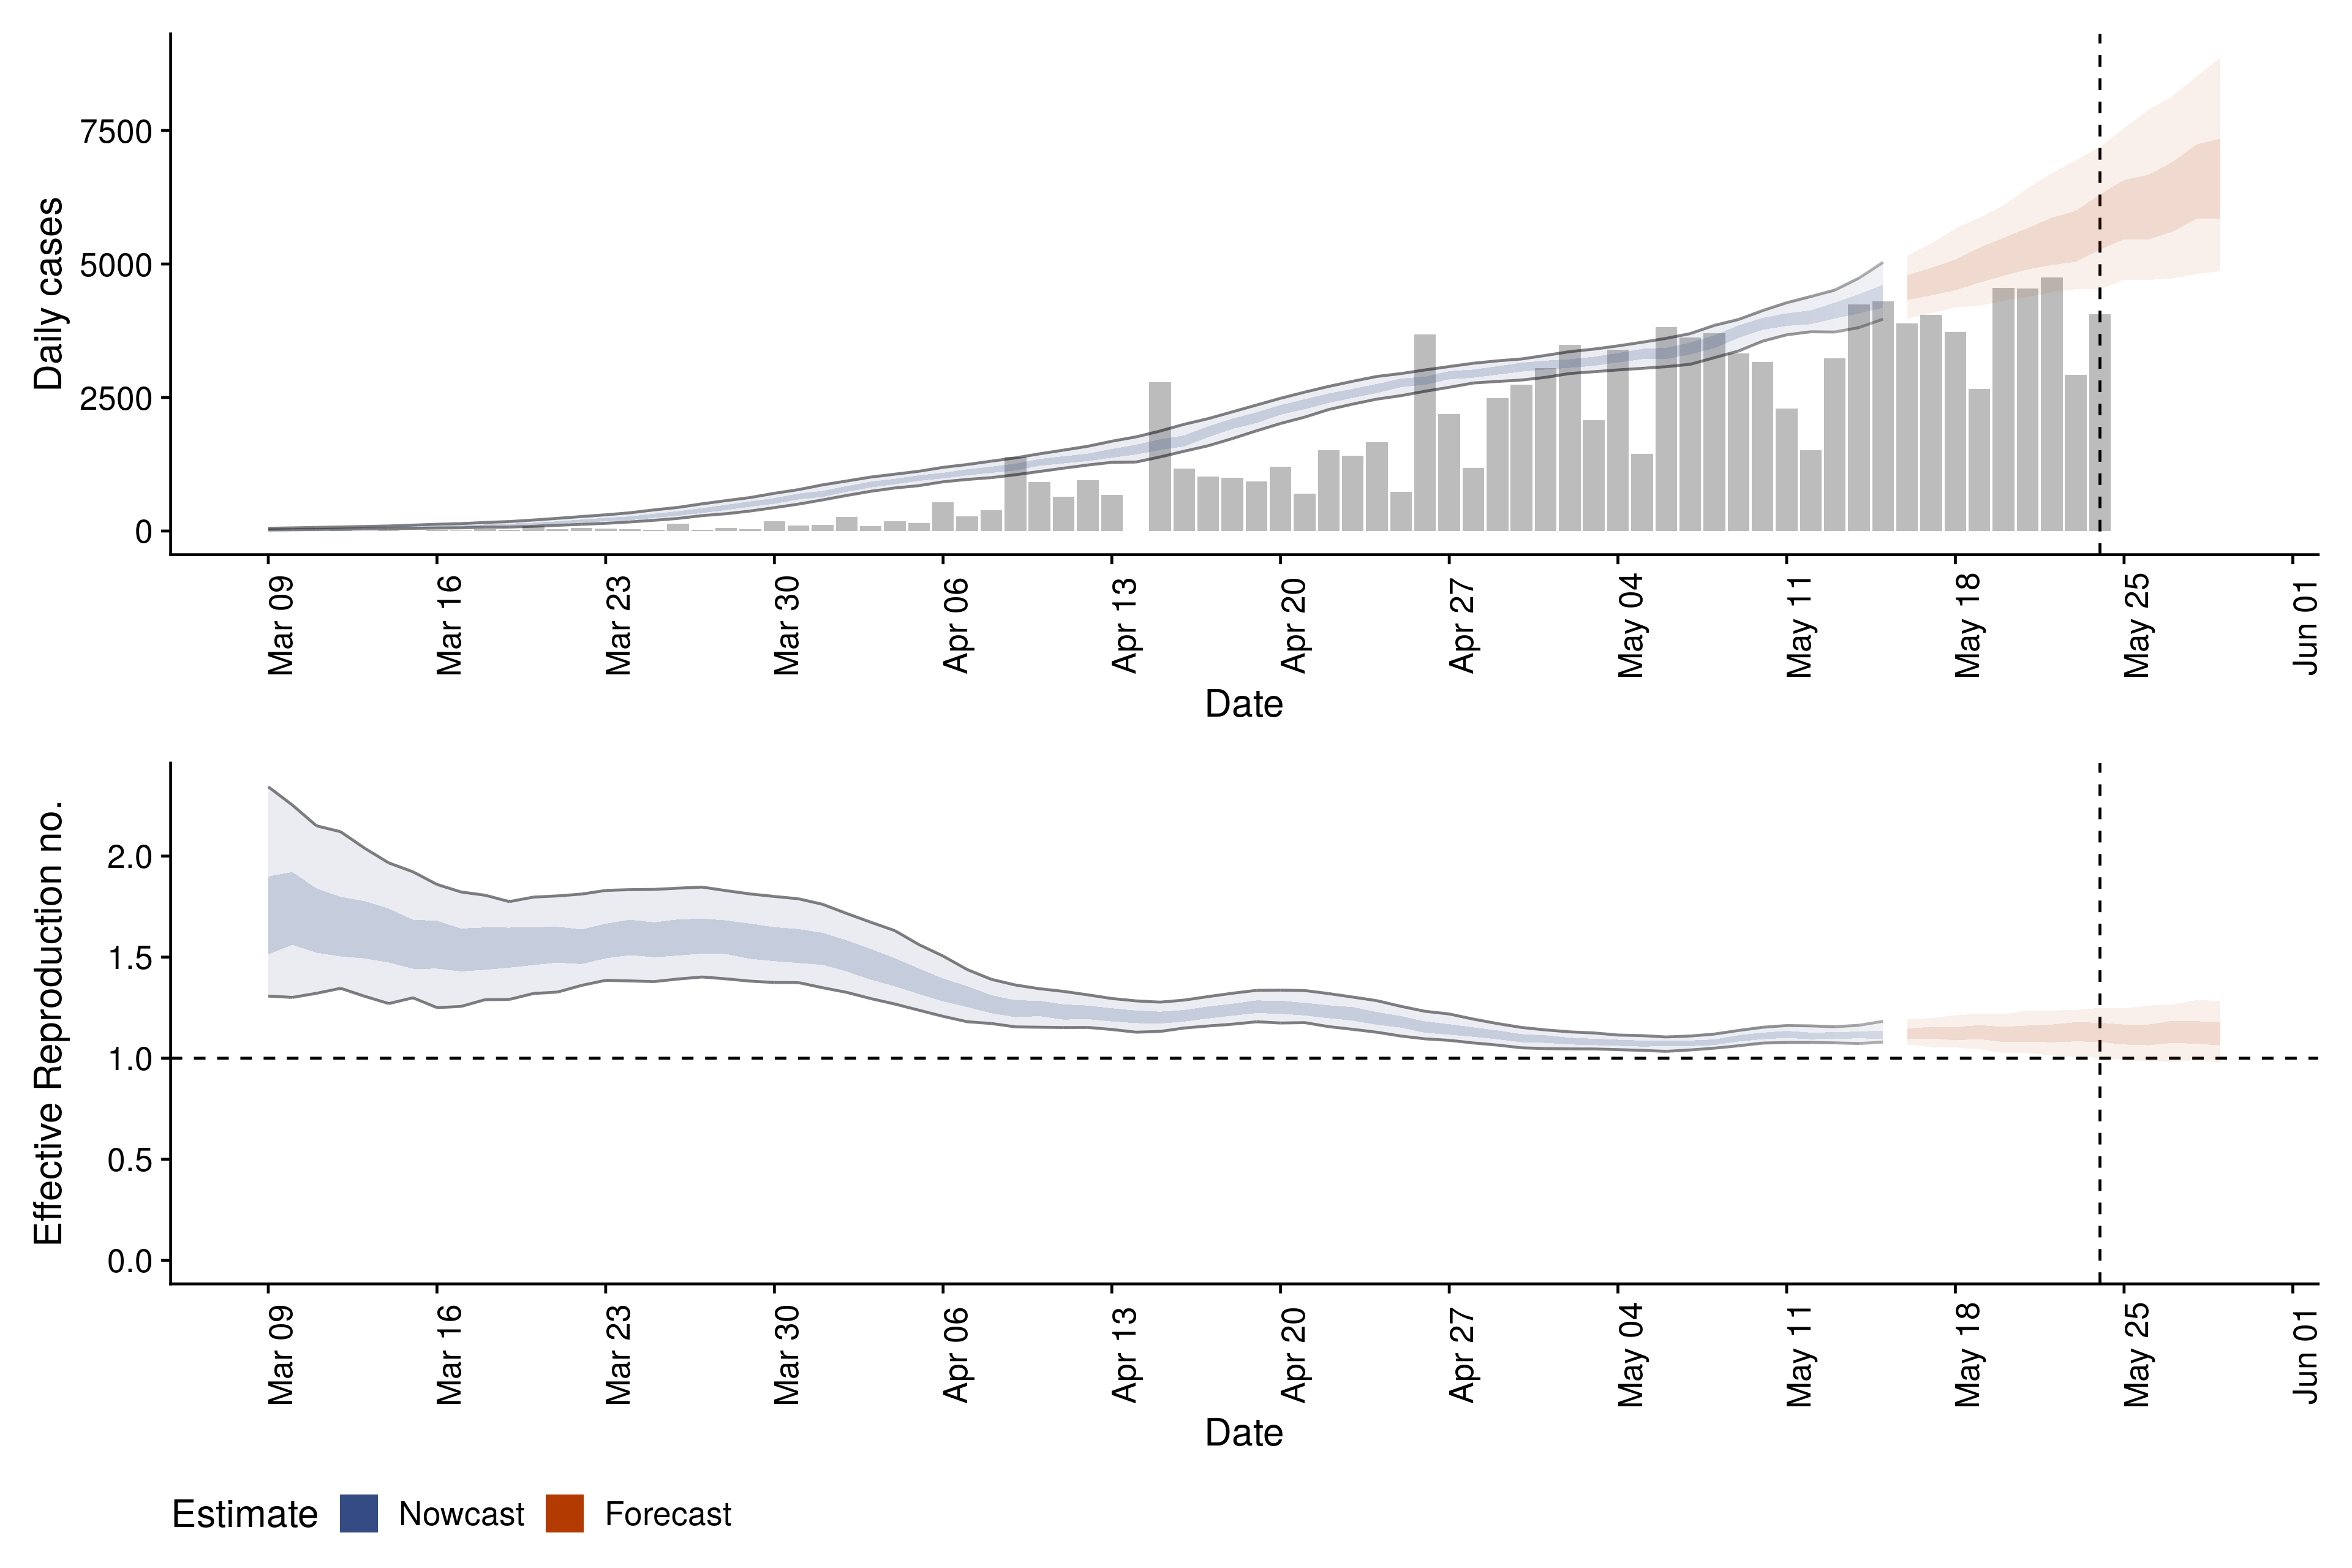 Daily cases
7500
5000
2500
0
Mar 09 Mar 16 Mar 23 Mar 30 Apr 06 Apr 13 Apr 20 Apr 27 May 04 May 11 May 18 May 25 Jun 01
Date
Effective Reproduction no.
2.0
1.5
1.0
0.5
0.0
Mar 09 Mar 16 Mar 23 Mar 30 Apr 06 Apr 13 Apr 20 Apr 27 May 04 May 11 May 18 May 25 Jun 01
Date
Estimate Nowcast Forecast